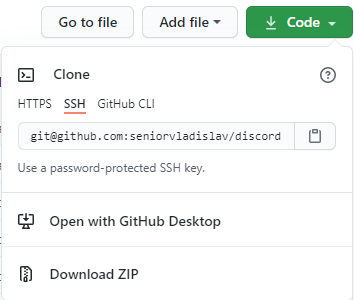 Go to file Add file Code
Clone
HTTPS SSH GitHub CLI
git@github.com:seniorvladislav/discord
Use a password-protected SSH key.
Open with GitHub Desktop
Download ZIP